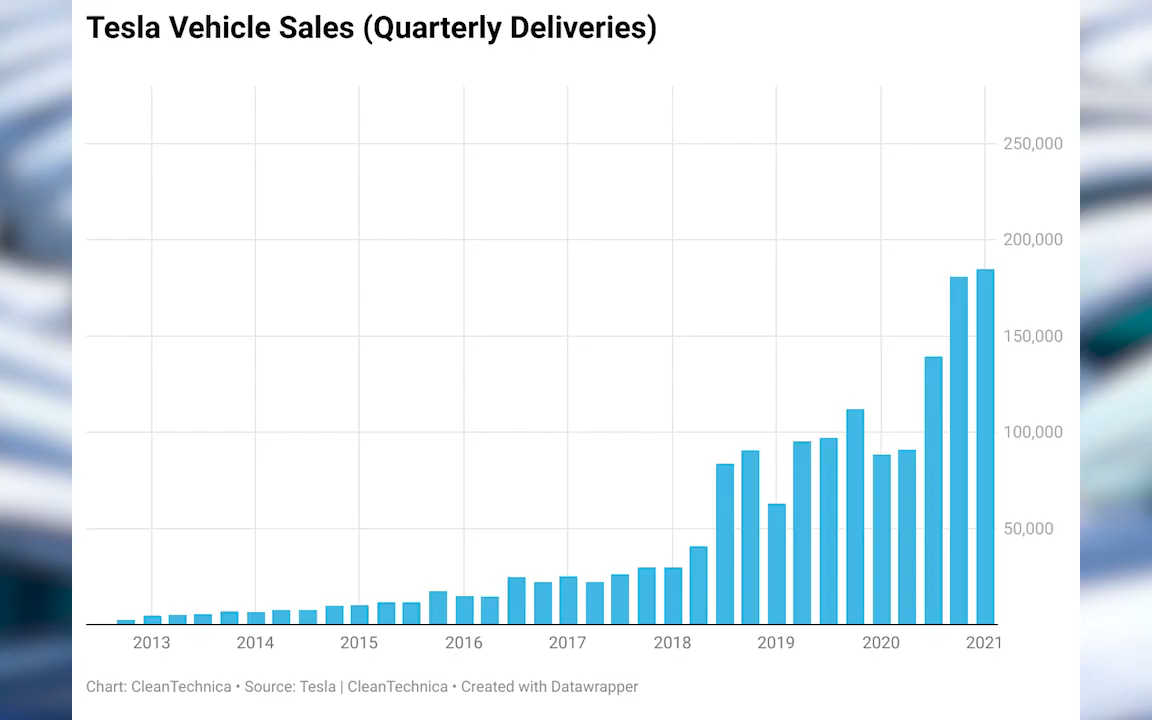 Tesla Vehicle Sales (Quarterly Deliveries)
250,000
200,000
150,000
100,000
50,000
2013 2014 2015 2016 2017 2018 2019 2020 2021
Chart: CleanTechnica • Source: Tesla | CleanTechnica • Created with Datawrapper